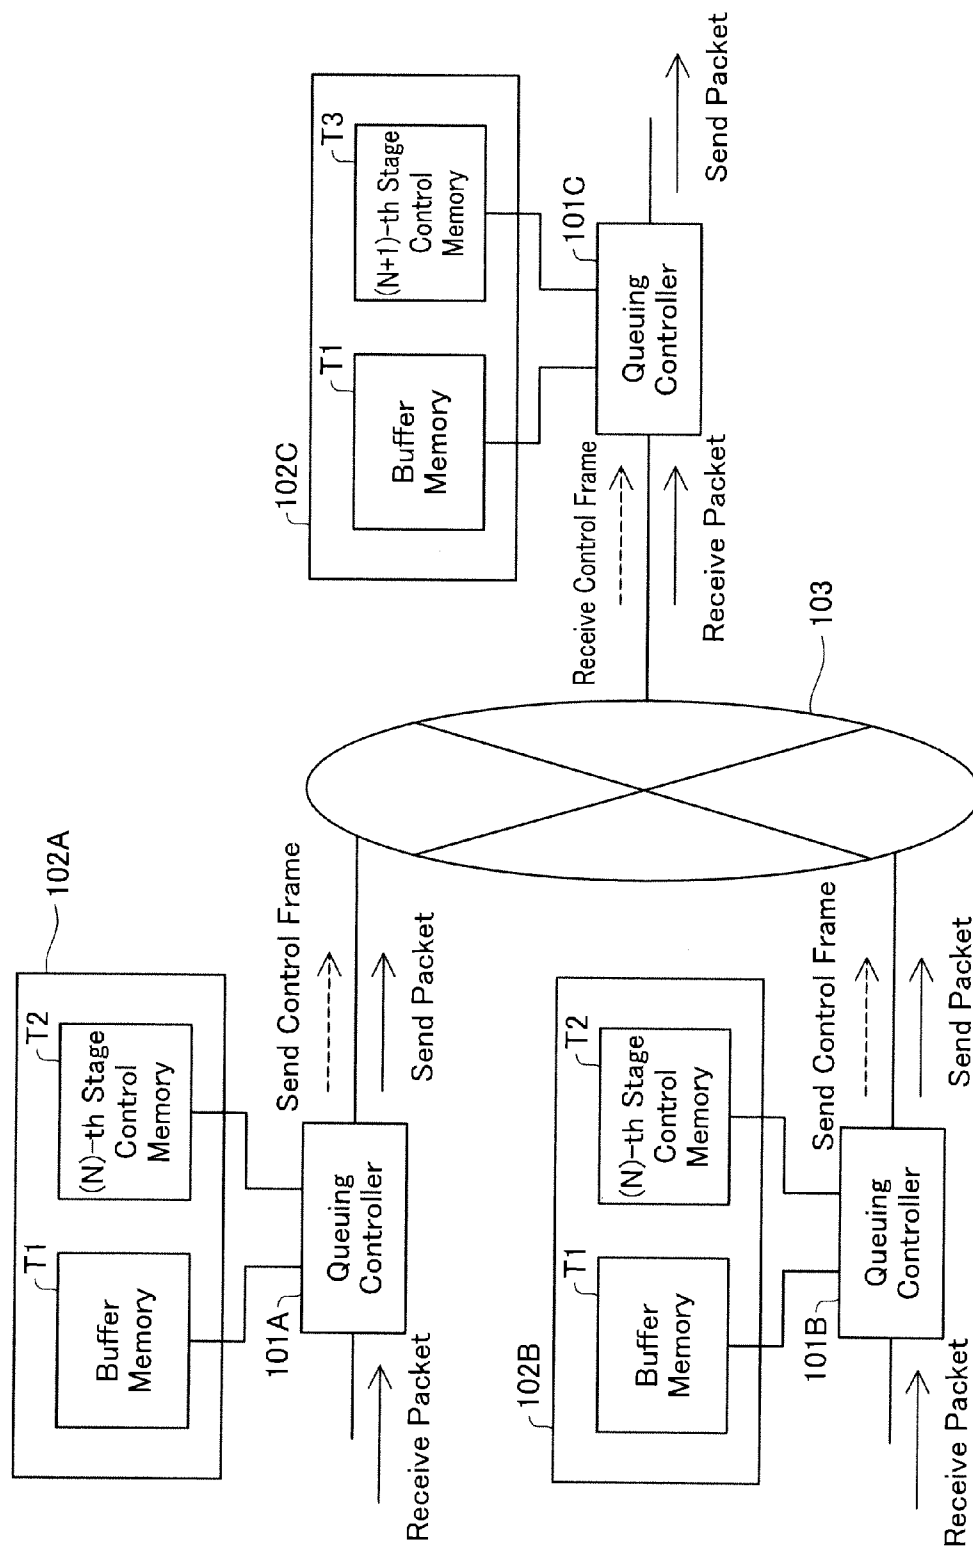 102A
T1
Buffer
Memory
T2
(N)-th Stage
Control
Memory
101A
Queuing
Controller
Receive Packet
Send Control Frame
Send Packet
102B
T1
Buffer
Memory
T2
(N)-th Stage
Control
Memory
101B
Queuing
Controller
Receive Packet
Send Control Frame
Send Packet
103
102C
T1
Buffer
Memory
T3
(N+1)-th Stage
Control
Memory
101C
Queuing
Controller
Receive Control Frame
Receive Packet
Send Packet